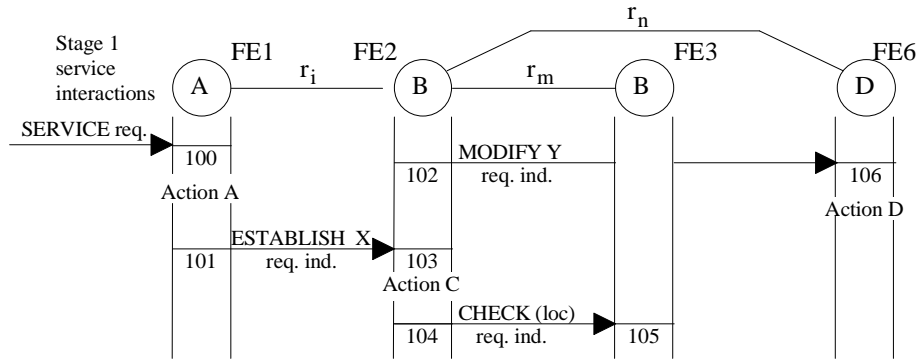 Stage 1
service
interactions
FE1
FE2
FE3
FE6
r_n
A
r_i
B
r_m
B
D
SERVICE req.
100
Action A
102
MODIFY Y
req. ind.
106
Action D
101
ESTABLISH X
req. ind.
103
Action C
104
CHECK (loc)
req. ind.
105